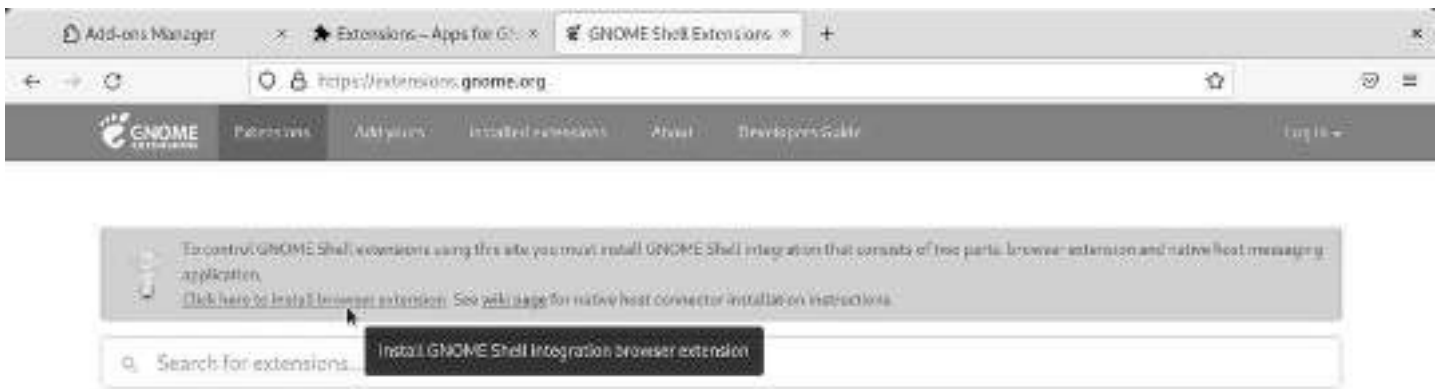 Add-ons Manager
Extensions – Apps for G
GNOME Shell Extensions
https://extensions.gnome.org
GNOME
EXTENSIONS
Extensions
Add yours
Installed extensions
About
Developers Guide
Log in
To control GNOME Shell extensions using this site you must install GNOME Shell integration that consists of two parts: browser extension and native host messaging
application.
Click here to install browser extension. See wiki page for native host connector installation instructions.
Install GNOME Shell integration browser extension
Search for extensions...